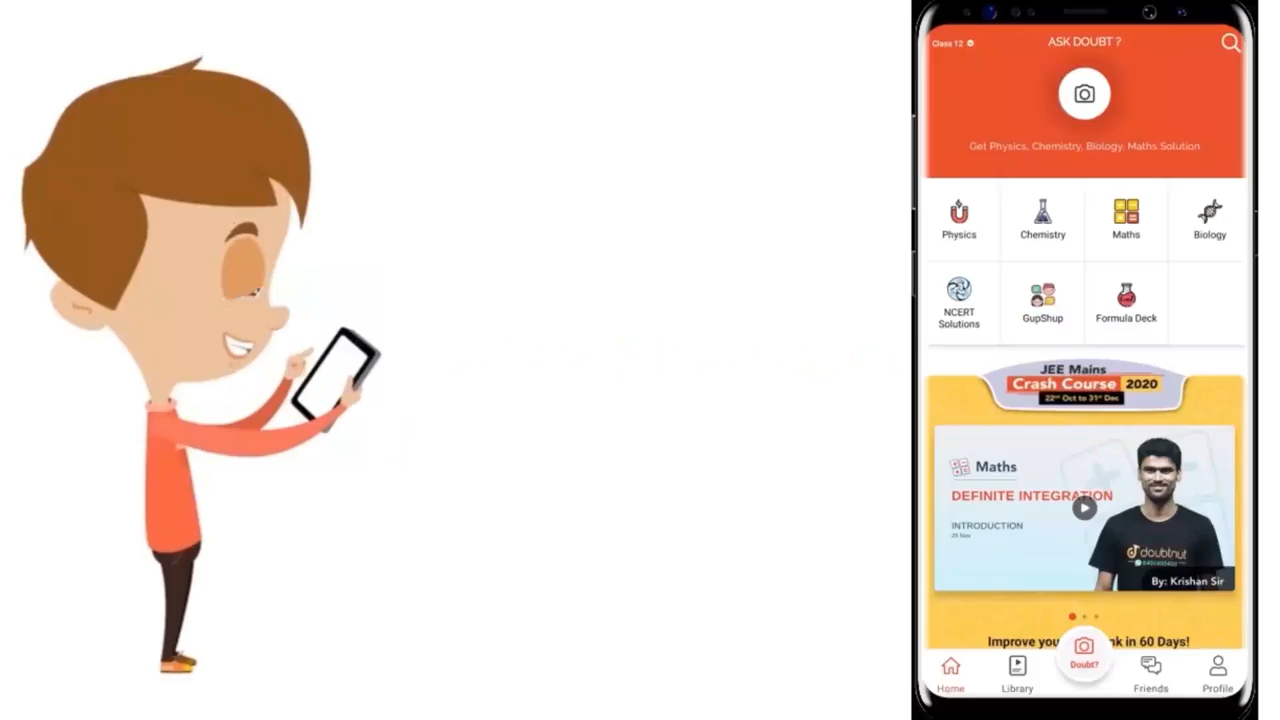 Class 12
ASK DOUBT ?
Get Physics, Chemistry, Biology, Maths Solution
Physics
Chemistry
Maths
Biology
NCERT
Solutions
GupShup
Formula Deck
JEE Mains
Crash Course 2020
22nd Oct to 31st Dec
Maths
DEFINITE INTEGRATION
INTRODUCTION
doubtnut
By: Krishan Sir
Improve you nk in 60 Days!
Doubt?
Home
Library
Friends
Profile